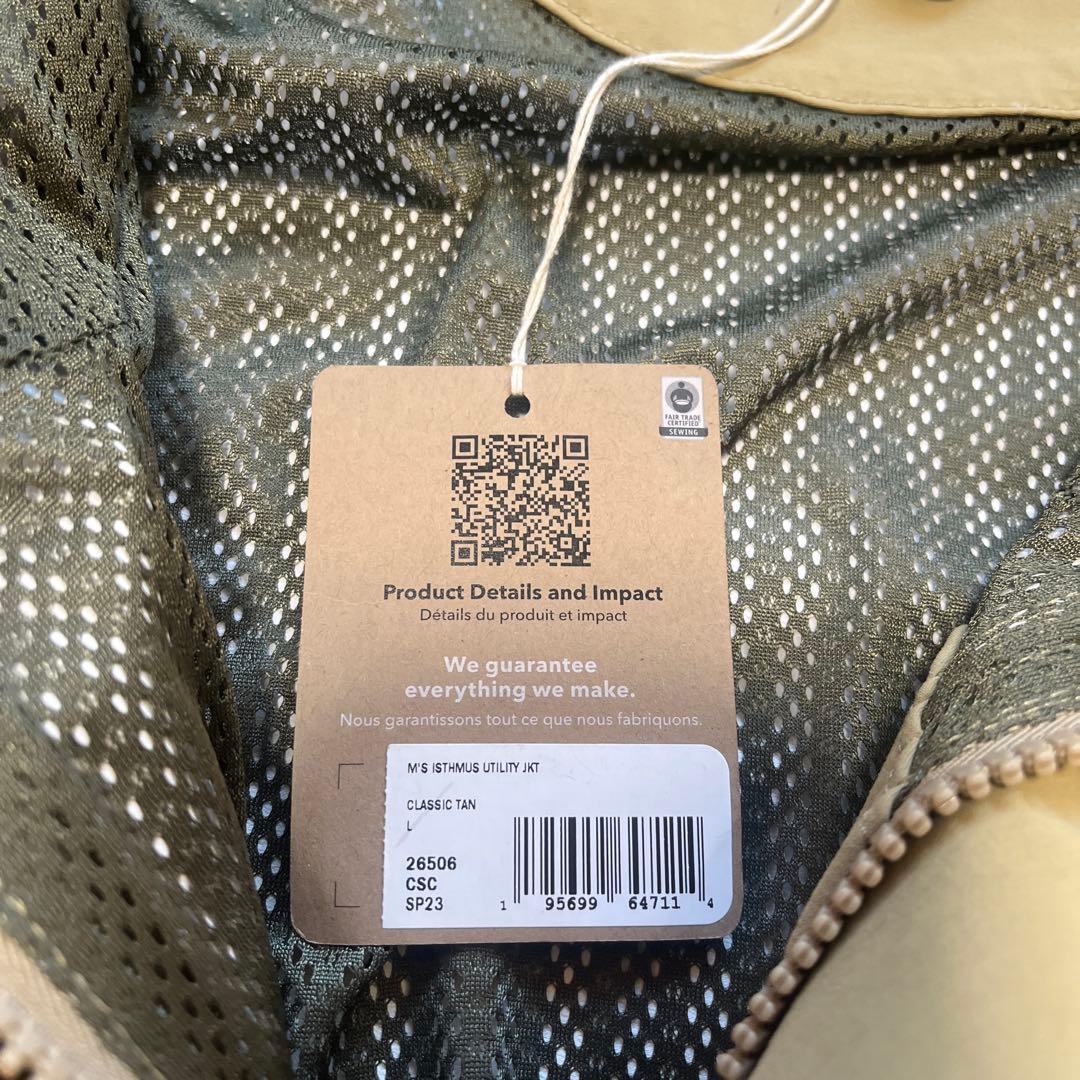 FAIR TRADE
CERTIFIED
SEWING
Product Details and Impact
Détails du produit et impact
We guarantee
everything we make.
Nous garantissons tout ce que nous fabriquons.
M'S ISTHMUS UTILITY JKT
CLASSIC TAN
L
26506
CSC
SP23
1 95699 64711 4